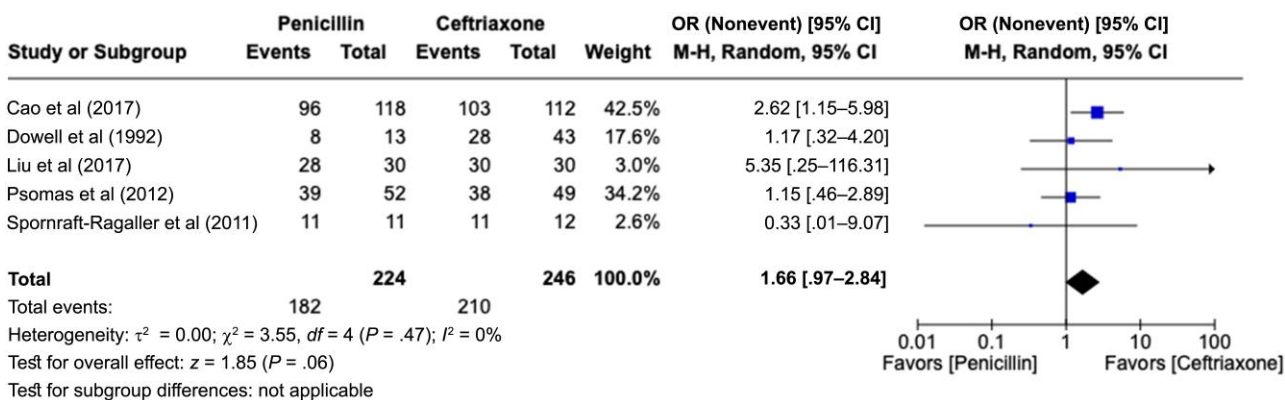 Penicillin Ceftriaxone OR (Nonevent) [95% CI] OR (Nonevent) [95% CI]
Study or Subgroup Events Total Events Total Weight M-H, Random, 95% CI M-H, Random, 95% CI
Cao et al (2017) 96 118 103 112 42.5% 2.62 [1.15–5.98]
Dowell et al (1992) 8 13 28 43 17.6% 1.17 [.32–4.20]
Liu et al (2017) 28 30 30 30 3.0% 5.35 [.25–116.31]
Psomas et al (2012) 39 52 38 49 34.2% 1.15 [.46–2.89]
Spornraft-Ragaller et al (2011) 11 11 11 12 2.6% 0.33 [.01–9.07]
Total 224 246 100.0% 1.66 [.97–2.84]
Total events: 182 210
Heterogeneity: τ² = 0.00; χ² = 3.55, df = 4 (P = .47); I² = 0%
Test for overall effect: z = 1.85 (P = .06)
Test for subgroup differences: not applicable
0.01 0.1 1 10 100
Favors [Penicillin] Favors [Ceftriaxone]